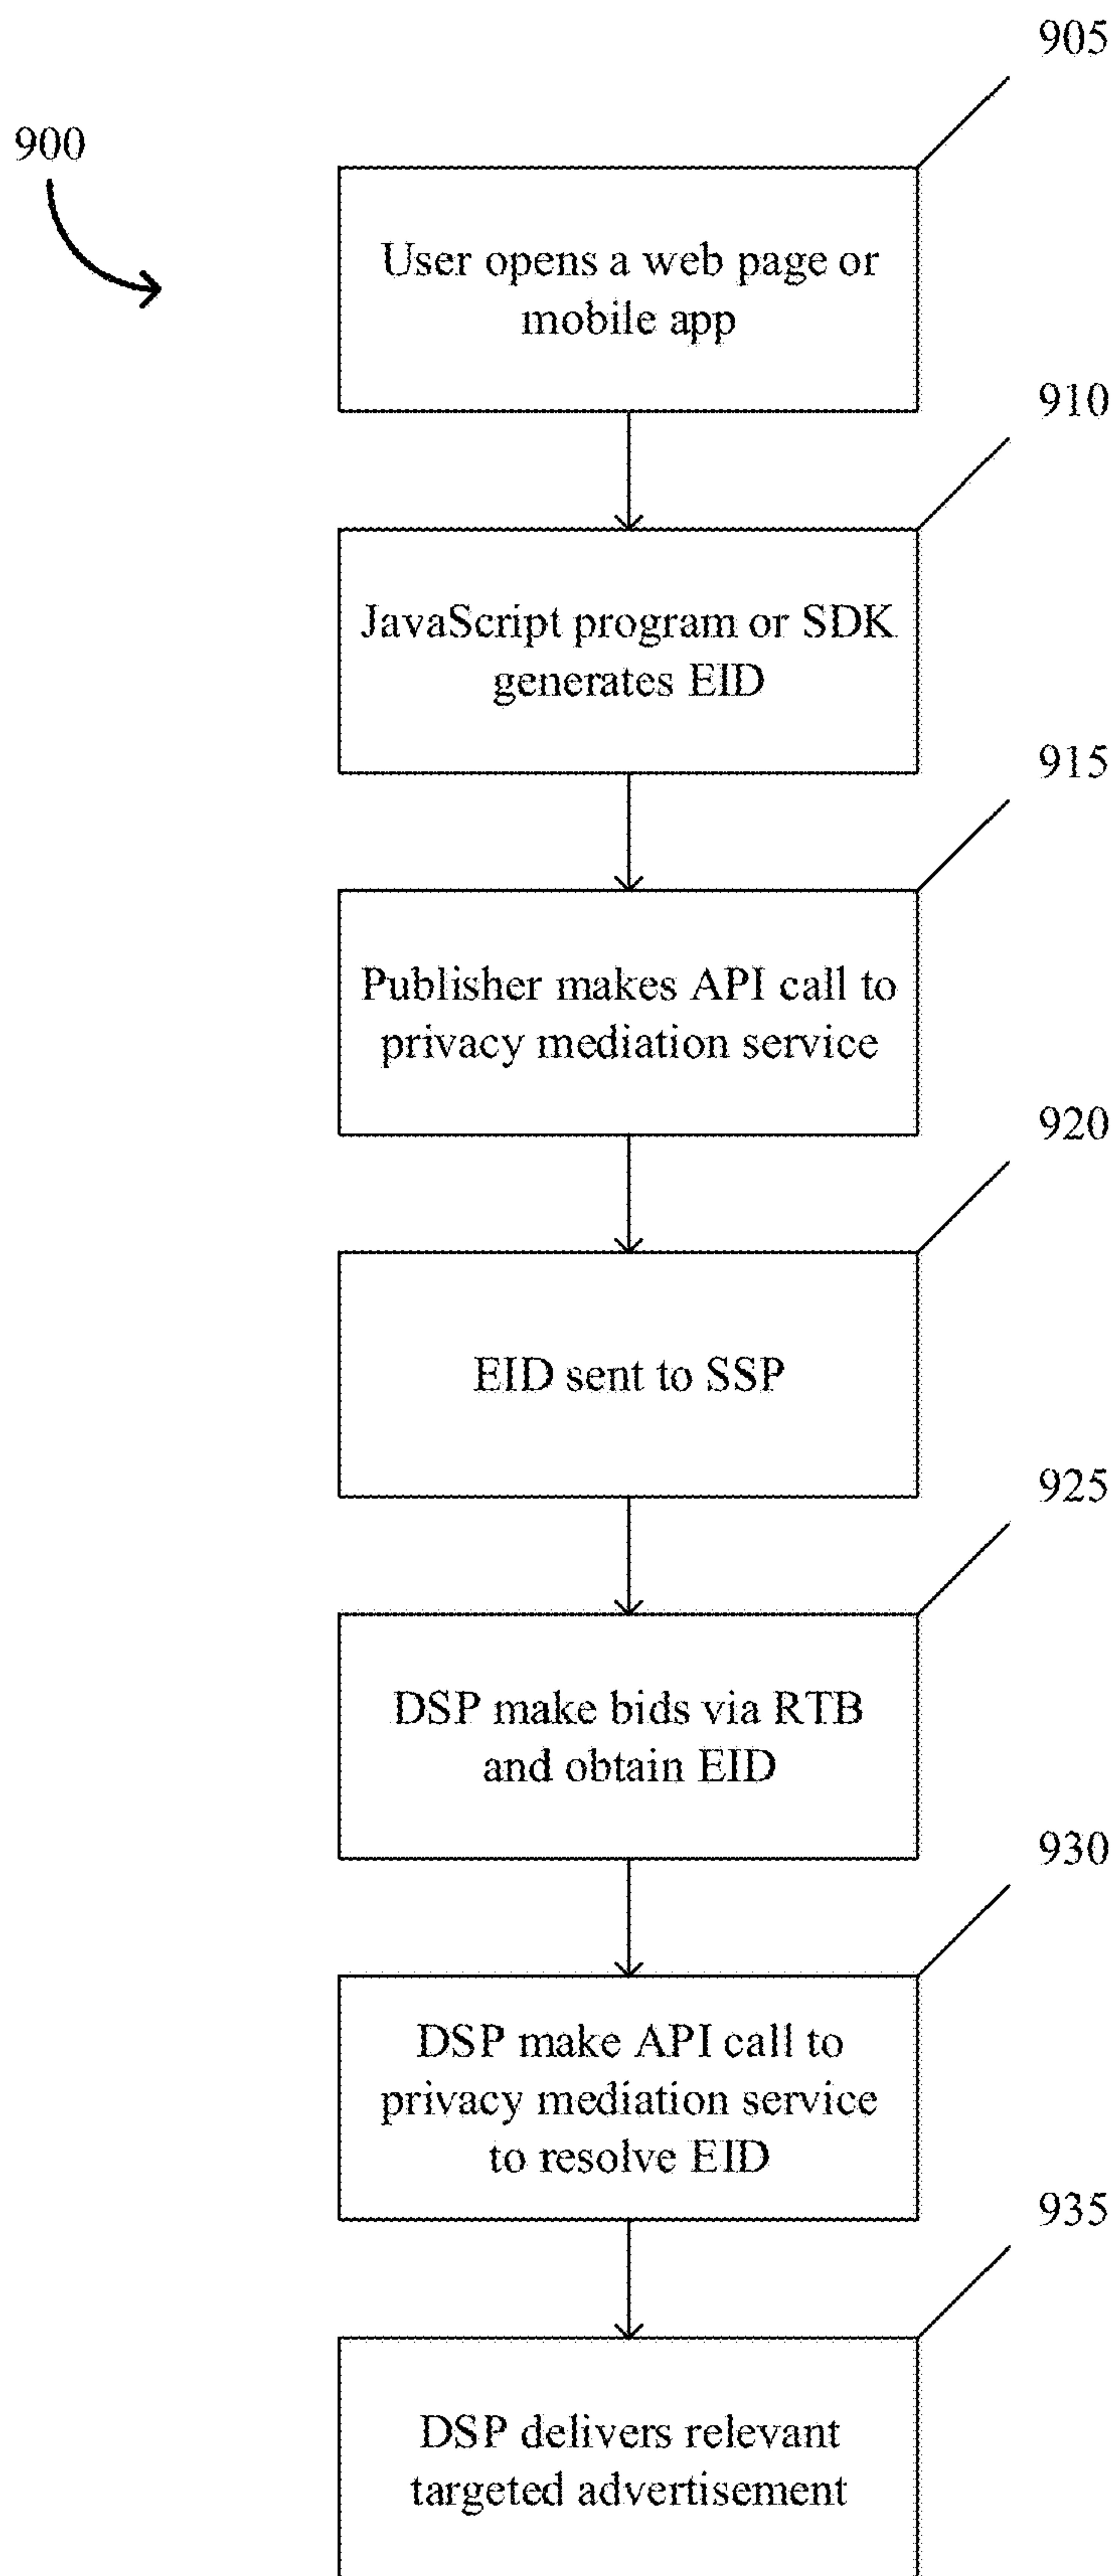 905
900
User opens a web page or
mobile app
910
JavaScript program or SDK
generates EID
915
Publisher makes API call to
privacy mediation service
920
EID sent to SSP
925
DSP make bids via RTB
and obtain EID
930
DSP make API call to
privacy mediation service
to resolve EID
935
DSP delivers relevant
targeted advertisement